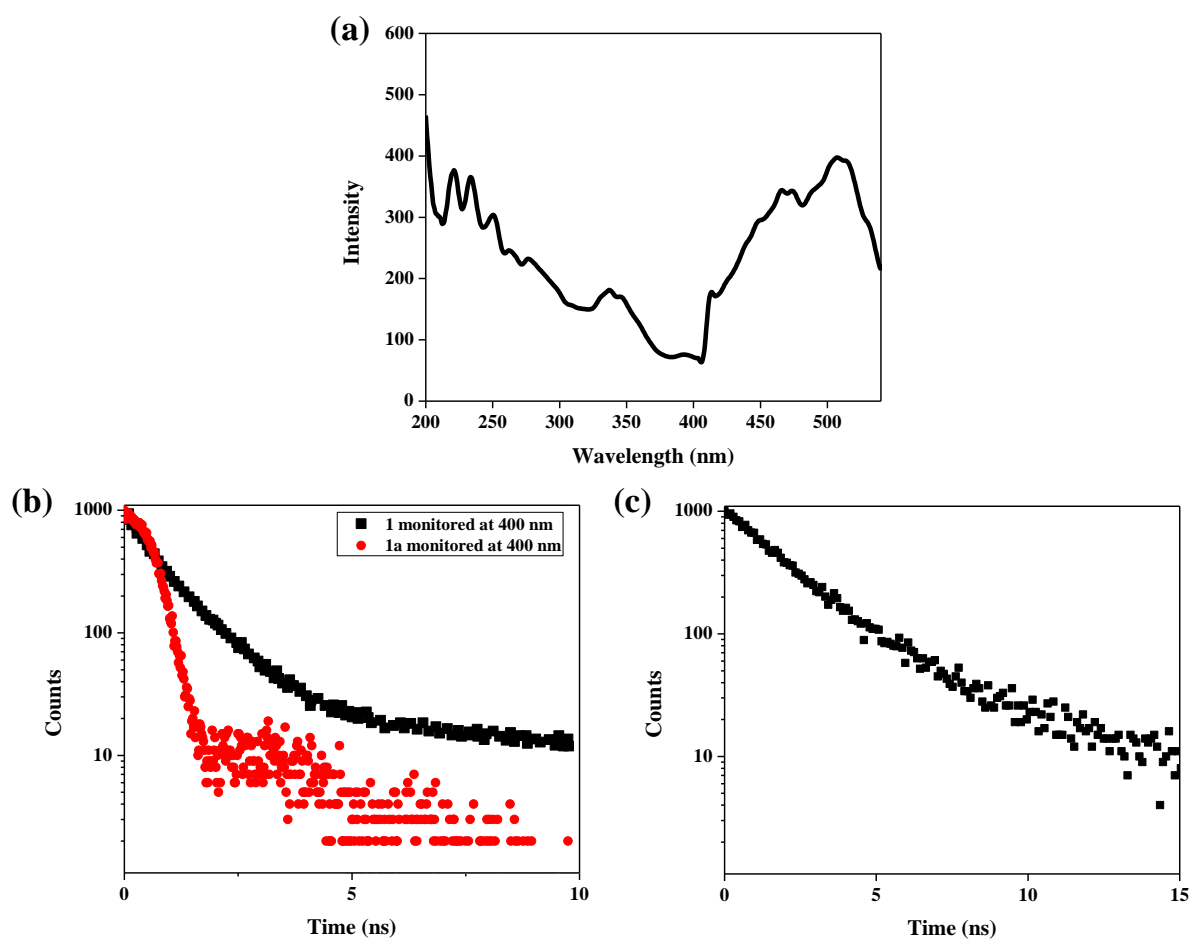 (a)
600
500
400
300
200
100
0
Intensity
200 250 300 350 400 450 500
Wavelength (nm)
(b)
1000
100
10
Counts
1 monitored at 400 nm
1a monitored at 400 nm
0 5 10
Time (ns)
(c)
1000
100
10
Counts
0 5 10 15
Time (ns)